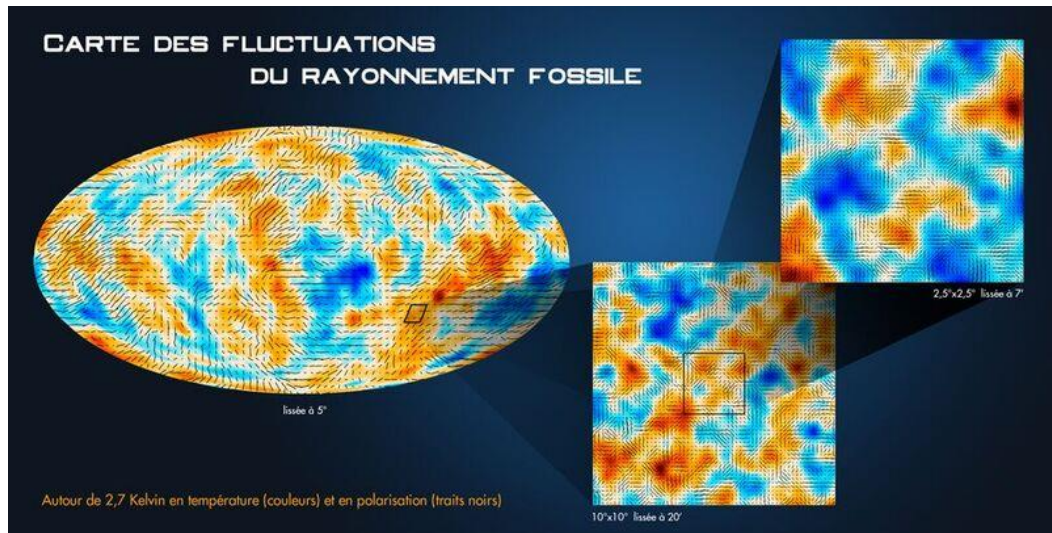 CARTE DES FLUCTUATIONS
DU RAYONNEMENT FOSSILE
2,5°x2,5° lissée à 7'
lissée à 5°
Autour de 2,7 Kelvin en température (couleurs) et en polarisation (traits noirs)
10°x10° lissée à 20'